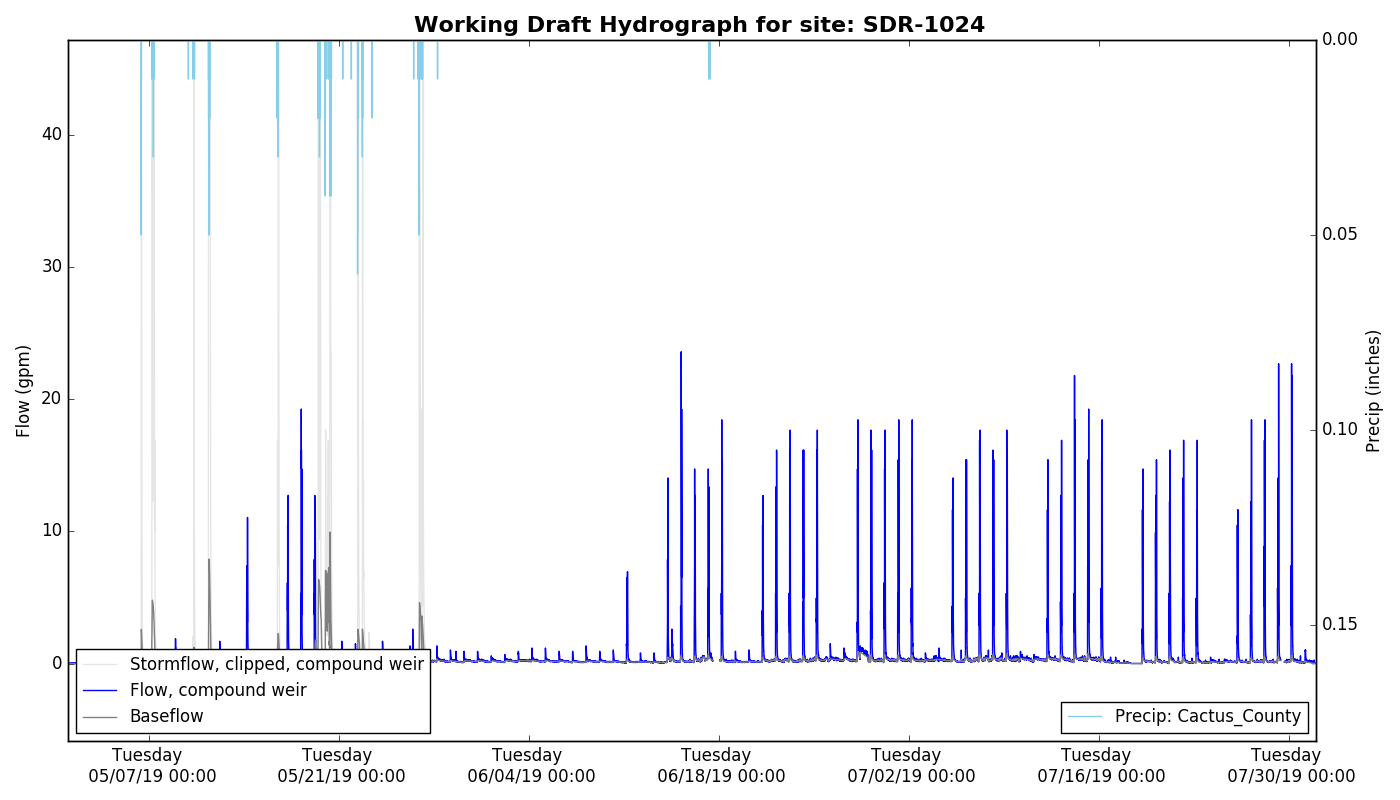 Working Draft Hydrograph for site: SDR-1024
40
30
20
10
0
Flow (gpm)
0.00
0.05
0.10
0.15
Precip (inches)
Stormflow, clipped, compound weir
Flow, compound weir
Baseflow
Precip: Cactus_County
Tuesday
05/07/19 00:00
Tuesday
05/21/19 00:00
Tuesday
06/04/19 00:00
Tuesday
06/18/19 00:00
Tuesday
07/02/19 00:00
Tuesday
07/16/19 00:00
Tuesday
07/30/19 00:00